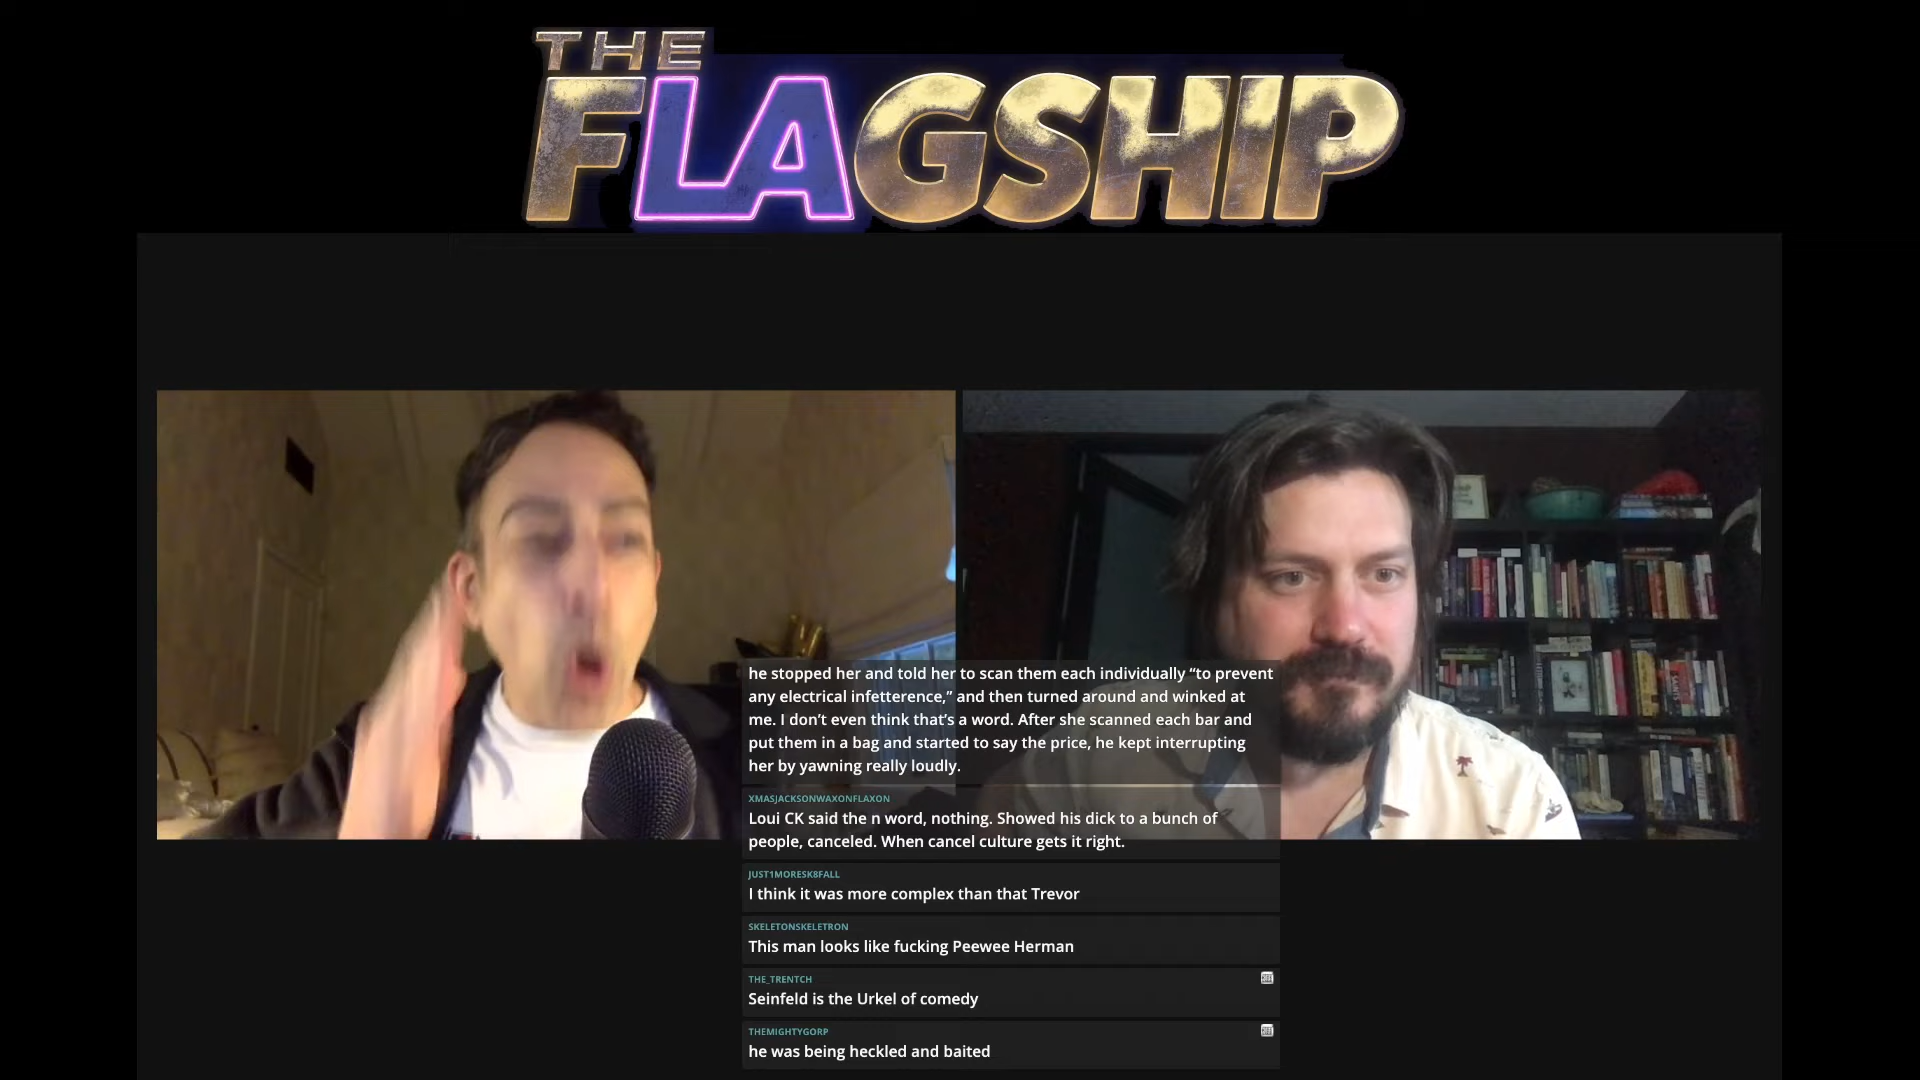 THE
FLAGSHIP
he stopped her and told her to scan them each individually “to prevent
any electrical infetterence,” and then turned around and winked at
me. I don’t even think that’s a word. After she scanned each bar and
put them in a bag and started to say the price, he kept interrupting
her by yawning really loudly.
XMASJACKSONWAXONFLAXON
Loui CK said the n word, nothing. Showed his dick to a bunch of
people, canceled. When cancel culture gets it right.
JUST1MORESK8FALL
I think it was more complex than that Trevor
SKELETONSKELETRON
This man looks like fucking Peewee Herman
THE_TRENTCH
Seinfeld is the Urkel of comedy
THEMIGHTYGORP
he was being heckled and baited